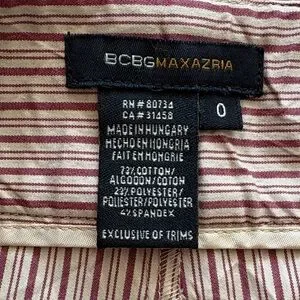 BCBGMAXAZRIA
0
RN# 80734
CA# 31458
MADE IN HUNGARY
HECHO EN HONGRIA
FAIT EN HONGRIE
73% COTTON/
ALGODON/COTON
23% POLYESTER/
POLIESTER/POLYESTER
4% SPANDEX
EXCLUSIVE OF TRIMS